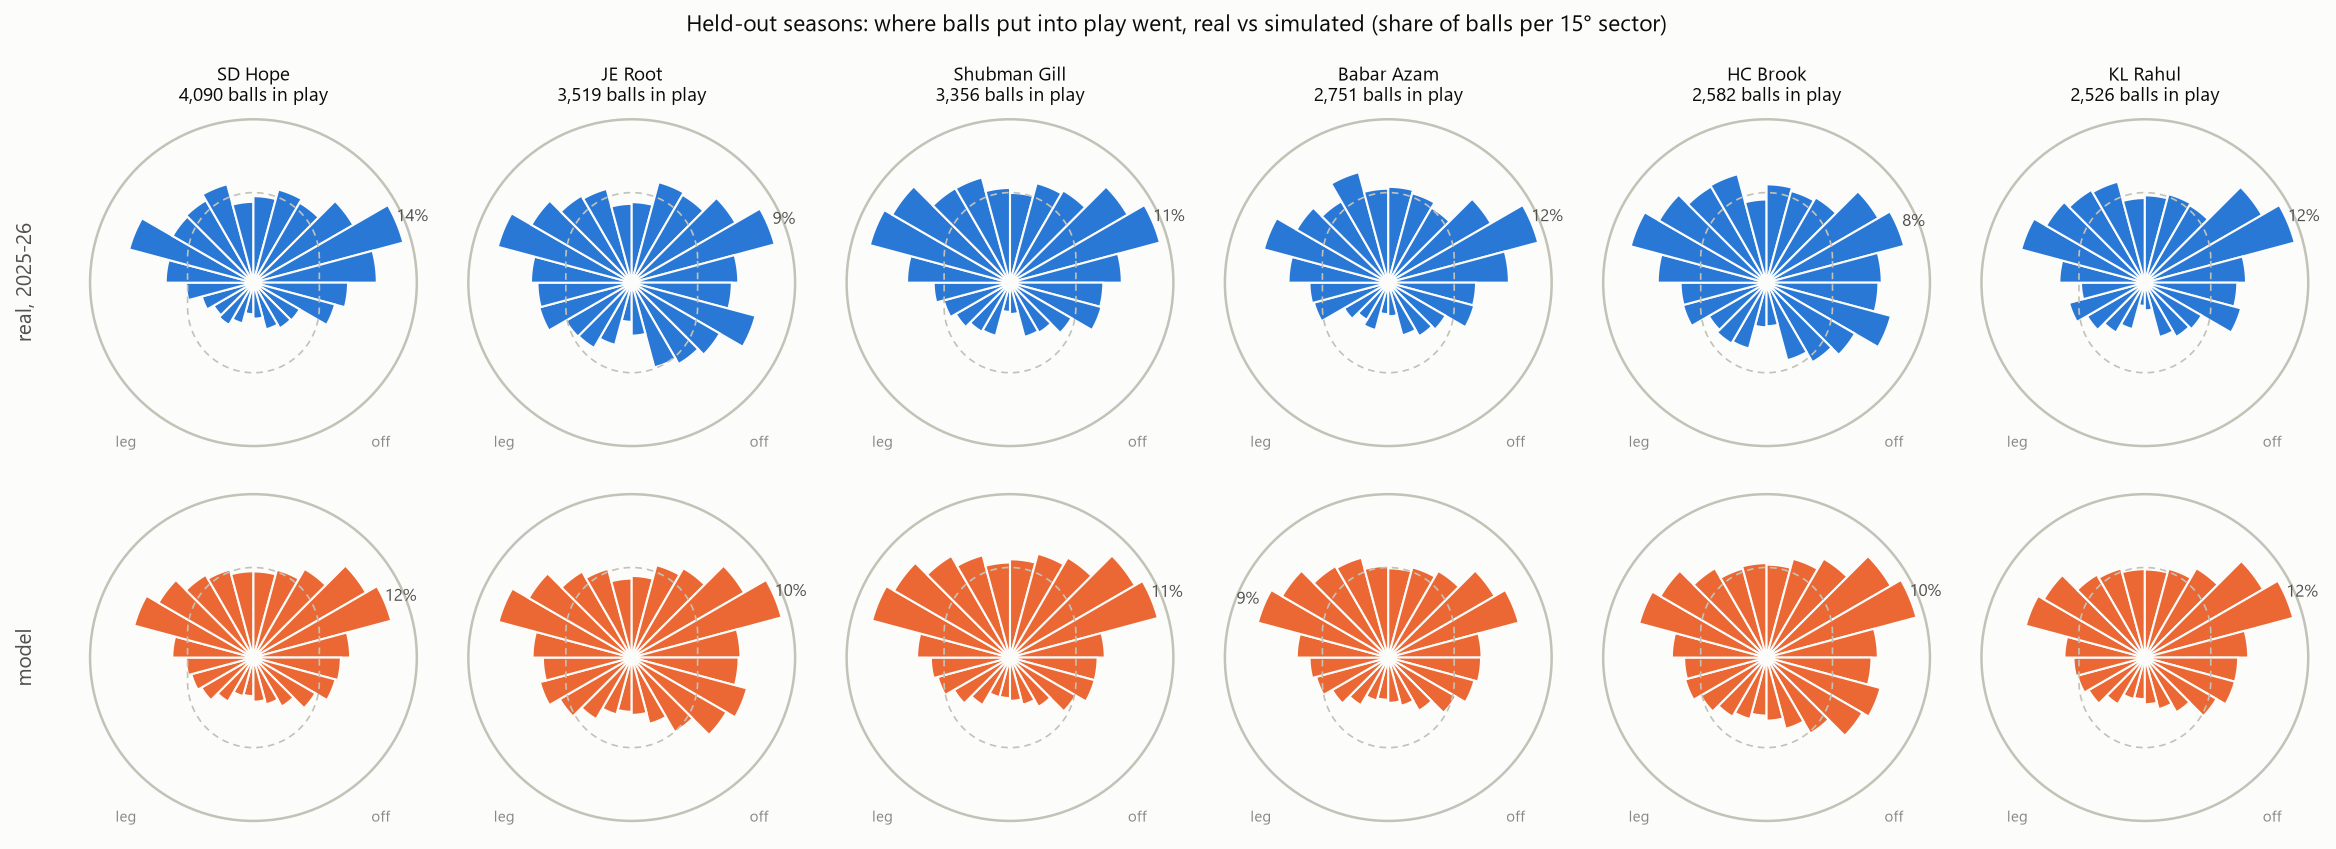 Held-out seasons: where balls put into play went, real vs simulated (share of balls per 15° sector)
SD Hope
4,090 balls in play
JE Root
3,519 balls in play
Shubman Gill
3,356 balls in play
Babar Azam
2,751 balls in play
HC Brook
2,582 balls in play
KL Rahul
2,526 balls in play
real, 2025-26
14%
9%
11%
12%
8%
12%
leg off
leg off
leg off
leg off
leg off
leg off
model
12%
10%
11%
9%
10%
12%
leg off
leg off
leg off
leg off
leg off
leg off